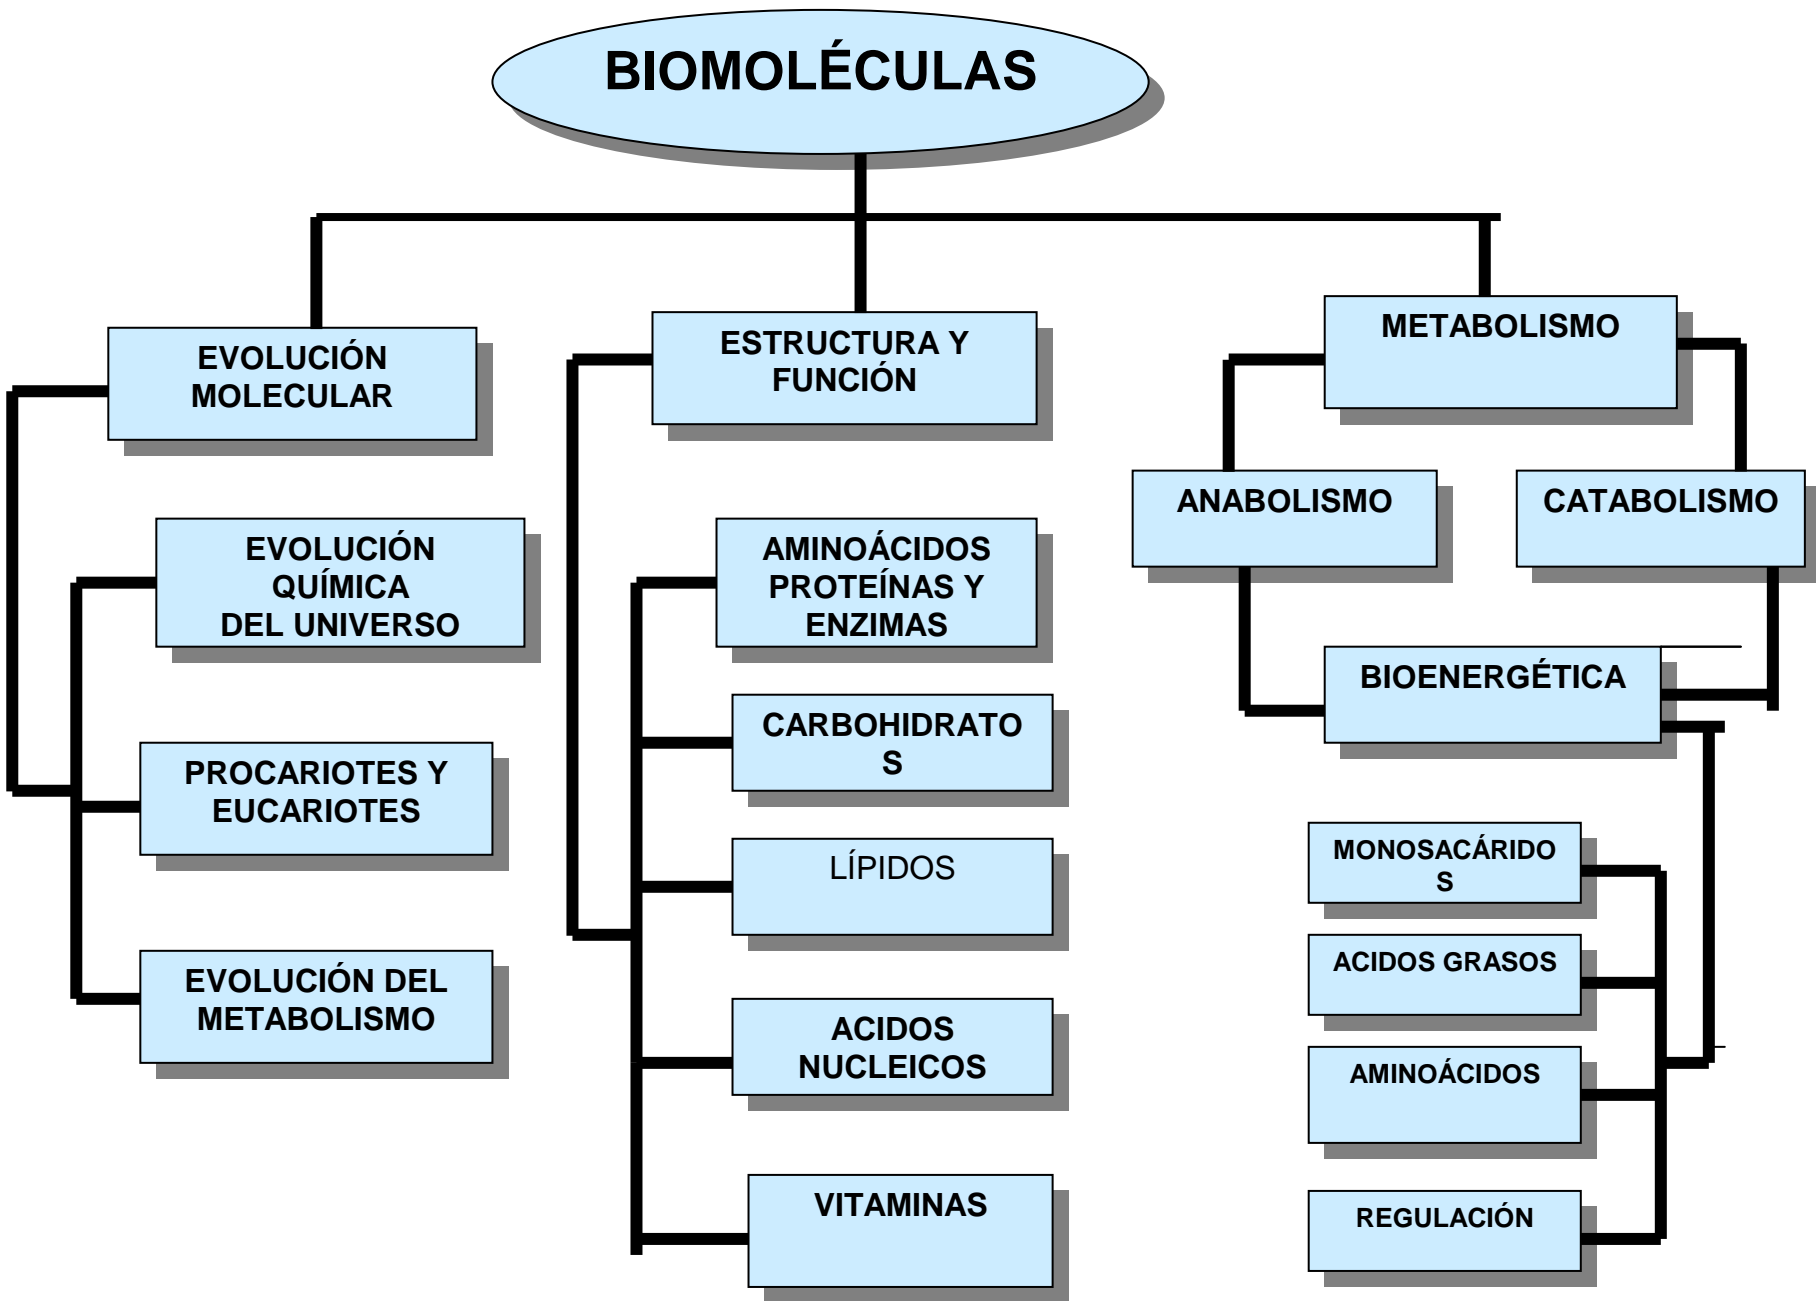 BIOMOLÉCULAS
EVOLUCIÓN
MOLECULAR
EVOLUCIÓN
QUÍMICA
DEL UNIVERSO
PROCARIOTES Y
EUCARIOTES
EVOLUCIÓN DEL
METABOLISMO
ESTRUCTURA Y
FUNCIÓN
AMINOÁCIDOS
PROTEÍNAS Y
ENZIMAS
CARBOHIDRATO
S
LÍPIDOS
ACIDOS
NUCLEICOS
VITAMINAS
METABOLISMO
ANABOLISMO
CATABOLISMO
BIOENERGÉTICA
MONOSACÁRIDO
S
ACIDOS GRASOS
AMINOÁCIDOS
REGULACIÓN